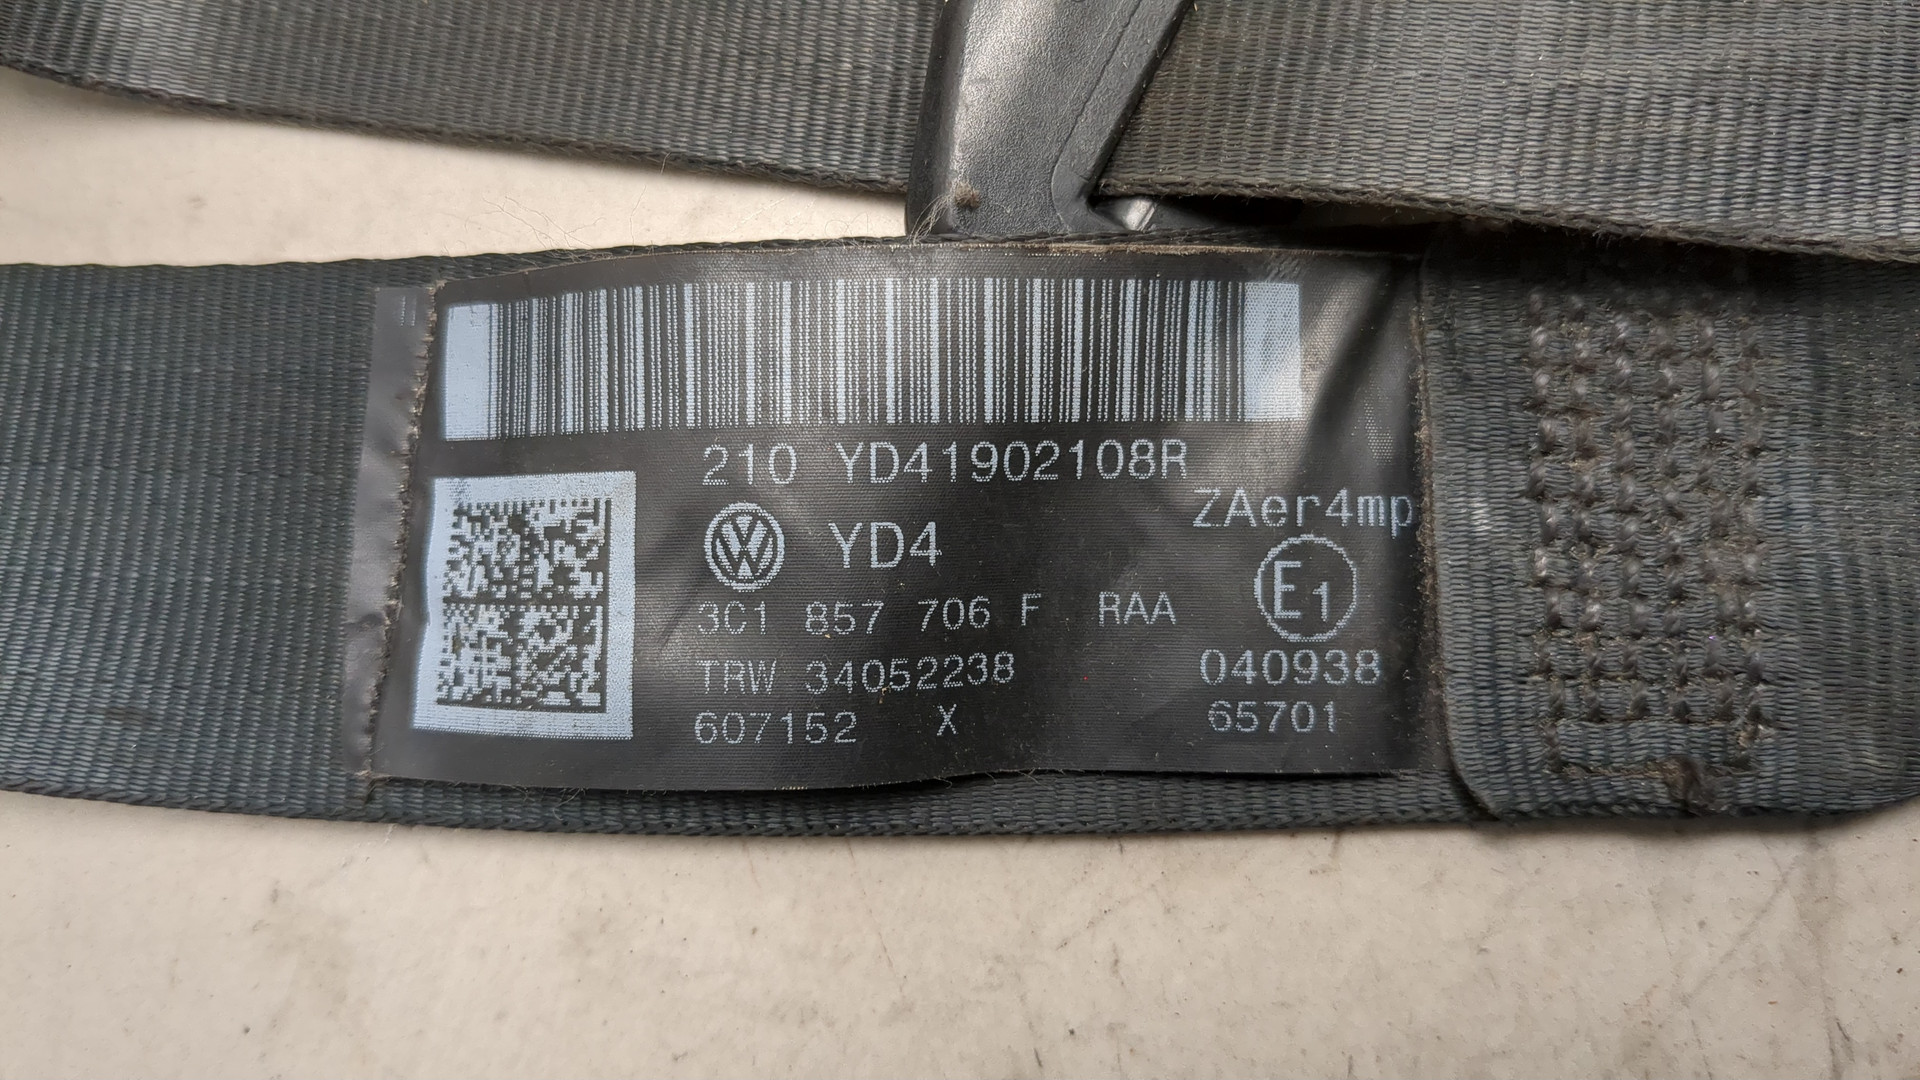 210 YD41902108R
ZAer4mp
YD4
E1
3C1 857 706 F RAA
TRW 34052238
040938
607152 X
65701